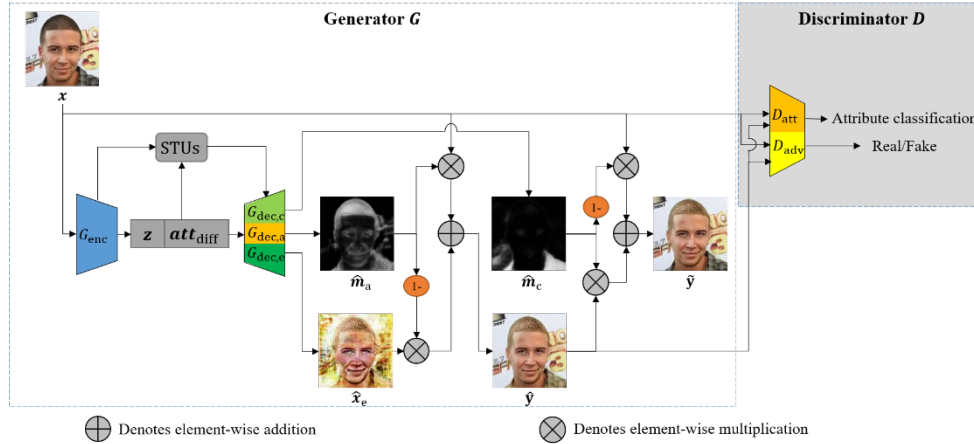 Generator G
Discriminator D
x
STUs
G_enc
z
att_diff
G_dec,c
G_dec,a
G_dec,e
m̂_a
1-
x̂_e
m̂_c
1-
ŷ
ỹ
D_att
D_adv
Attribute classification
Real/Fake
Denotes element-wise addition
Denotes element-wise multiplication